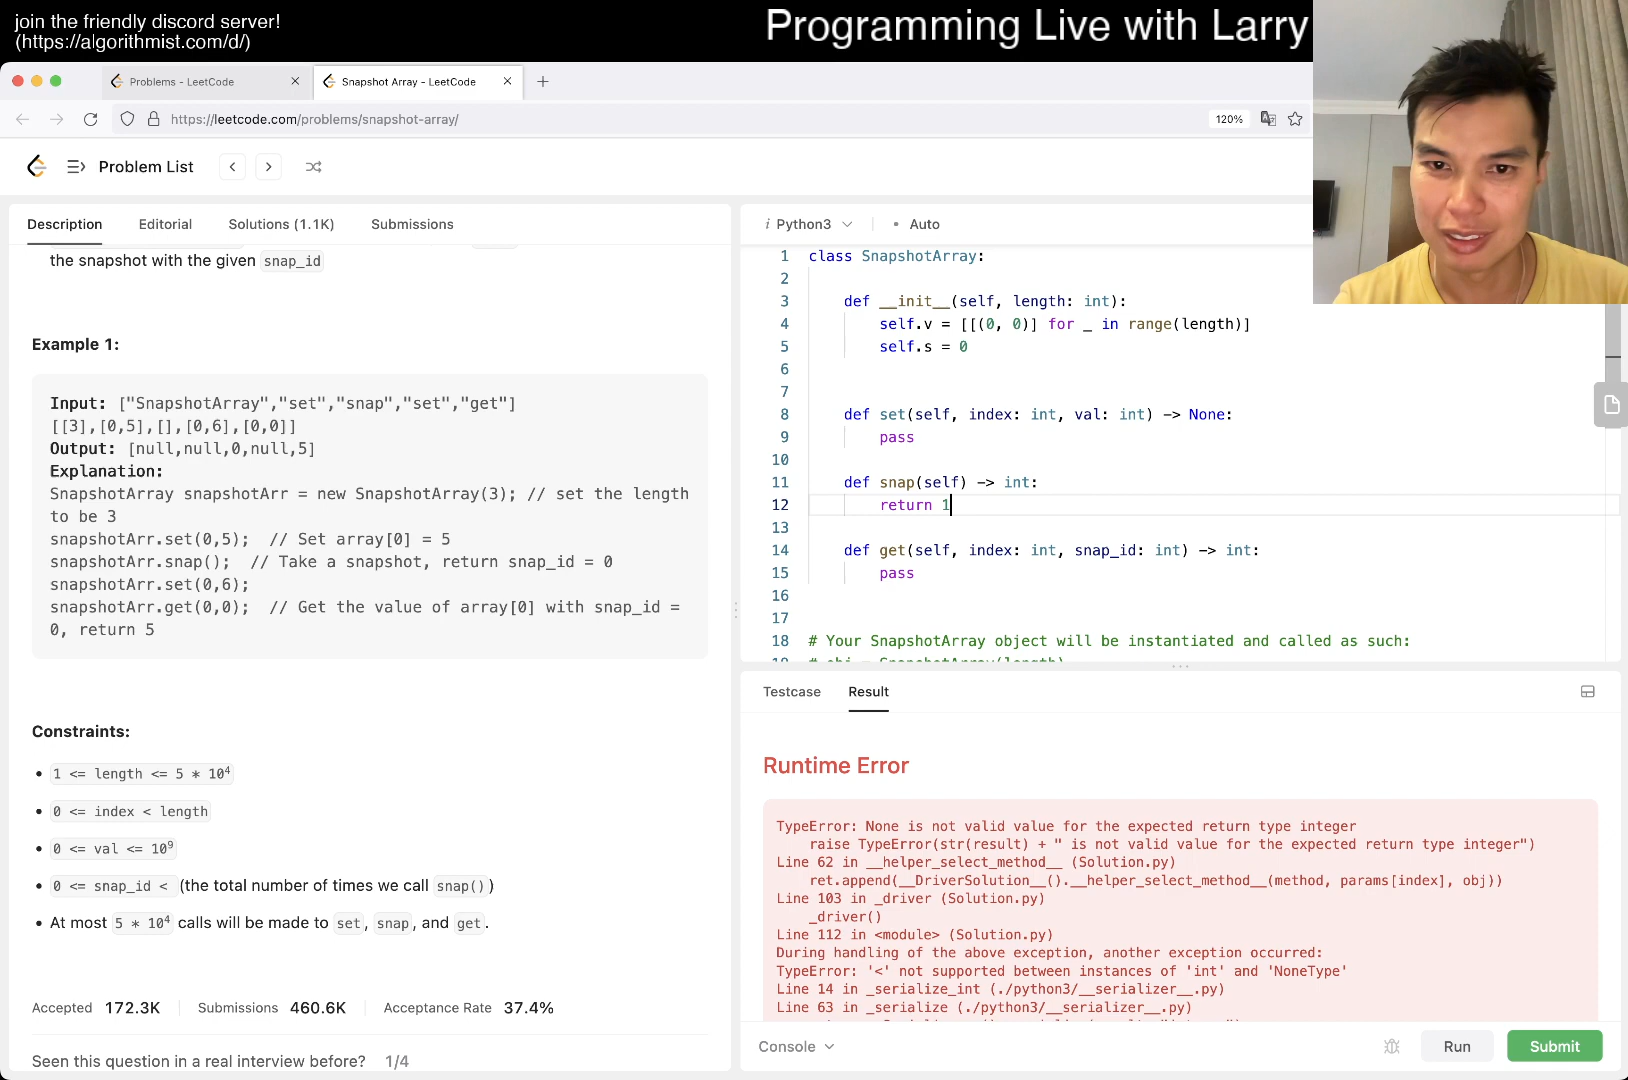 join the friendly discord server!
(https://algorithmist.com/d/)
Programming Live with Larry
Problems - LeetCode
Snapshot Array - LeetCode
https://leetcode.com/problems/snapshot-array/
120%
Problem List
Description
Editorial
Solutions (1.1K)
Submissions
the snapshot with the given snap_id
Example 1:
Input: ["SnapshotArray","set","snap","set","get"]
[[3],[0,5],[],[0,6],[0,0]]
Output: [null,null,0,null,5]
Explanation:
SnapshotArray snapshotArr = new SnapshotArray(3); // set the length
to be 3
snapshotArr.set(0,5);  // Set array[0] = 5
snapshotArr.snap();  // Take a snapshot, return snap_id = 0
snapshotArr.set(0,6);
snapshotArr.get(0,0);  // Get the value of array[0] with snap_id =
0, return 5
Constraints:
• 1 <= length <= 5 * 10⁴
• 0 <= index < length
• 0 <= val <= 10⁹
• 0 <= snap_id < (the total number of times we call snap())
• At most 5 * 10⁴ calls will be made to set, snap, and get.
Accepted 172.3K Submissions 460.6K Acceptance Rate 37.4%
Seen this question in a real interview before? 1/4
i Python3
• Auto
1 class SnapshotArray:
2
3     def __init__(self, length: int):
4         self.v = [[(0, 0)] for _ in range(length)]
5         self.s = 0
6
7
8     def set(self, index: int, val: int) -> None:
9         pass
10
11     def snap(self) -> int:
12         return 1
13
14     def get(self, index: int, snap_id: int) -> int:
15         pass
16
17
18 # Your SnapshotArray object will be instantiated and called as such:
19 # obj = SnapshotArray(length)
Testcase
Result
Runtime Error
TypeError: None is not valid value for the expected return type integer
    raise TypeError(str(result) + " is not valid value for the expected return type integer")
Line 62 in __helper_select_method__ (Solution.py)
    ret.append(__DriverSolution__().__helper_select_method__(method, params[index], obj))
Line 103 in _driver (Solution.py)
    _driver()
Line 112 in <module> (Solution.py)
During handling of the above exception, another exception occurred:
TypeError: '<' not supported between instances of 'int' and 'NoneType'
Line 14 in _serialize_int (./python3/__serializer__.py)
Line 63 in _serialize (./python3/__serializer__.py)
Console
Run
Submit